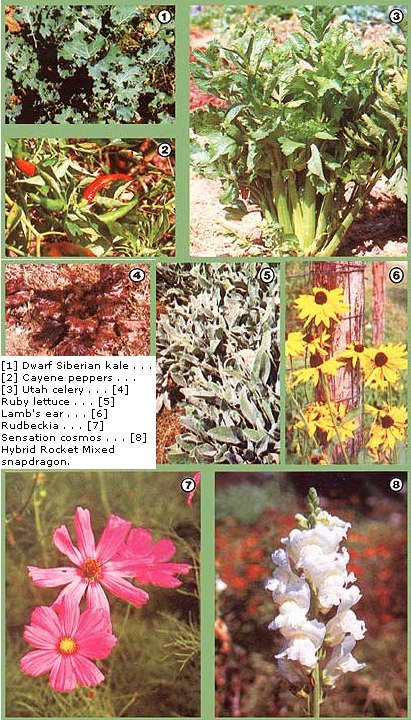 1
3
2
4
5
6
[1] Dwarf Siberian kale . . .
[2] Cayene peppers . . .
[3] Utah celery . . . [4]
Ruby lettuce . . . [5]
Lamb's ear . . . [6]
Rudbeckia . . . [7]
Sensation cosmos . . . [8]
Hybrid Rocket Mixed
snapdragon.
7
8